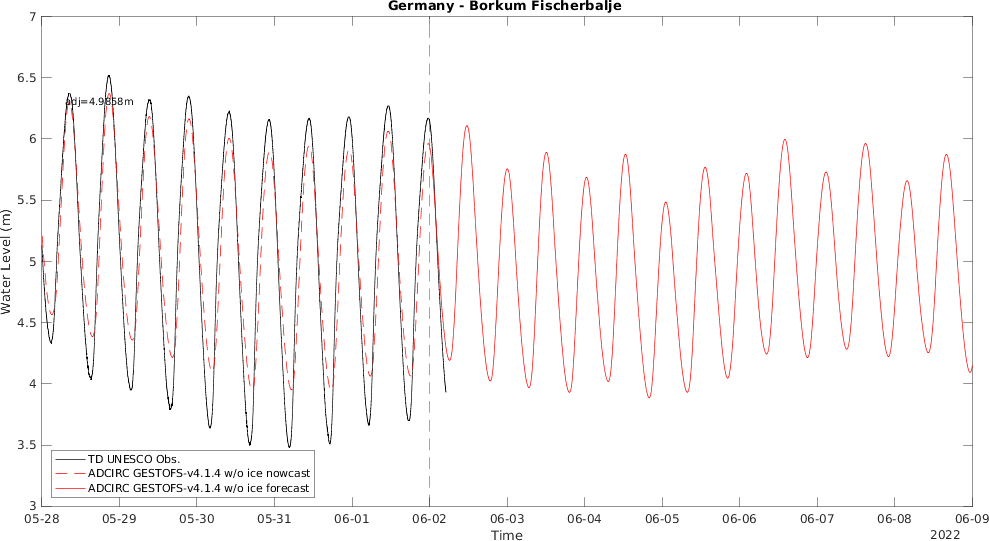 Germany - Borkum Fischerbalje
7
6.5
adj=4.9858m
6
5.5
5
4.5
4
3.5
3
Water Level (m)
TD UNESCO Obs.
ADCIRC GESTOFS-v4.1.4 w/o ice nowcast
ADCIRC GESTOFS-v4.1.4 w/o ice forecast
05-28 05-29 05-30 05-31 06-01 06-02 06-03 06-04 06-05 06-06 06-07 06-08 06-09
Time
2022